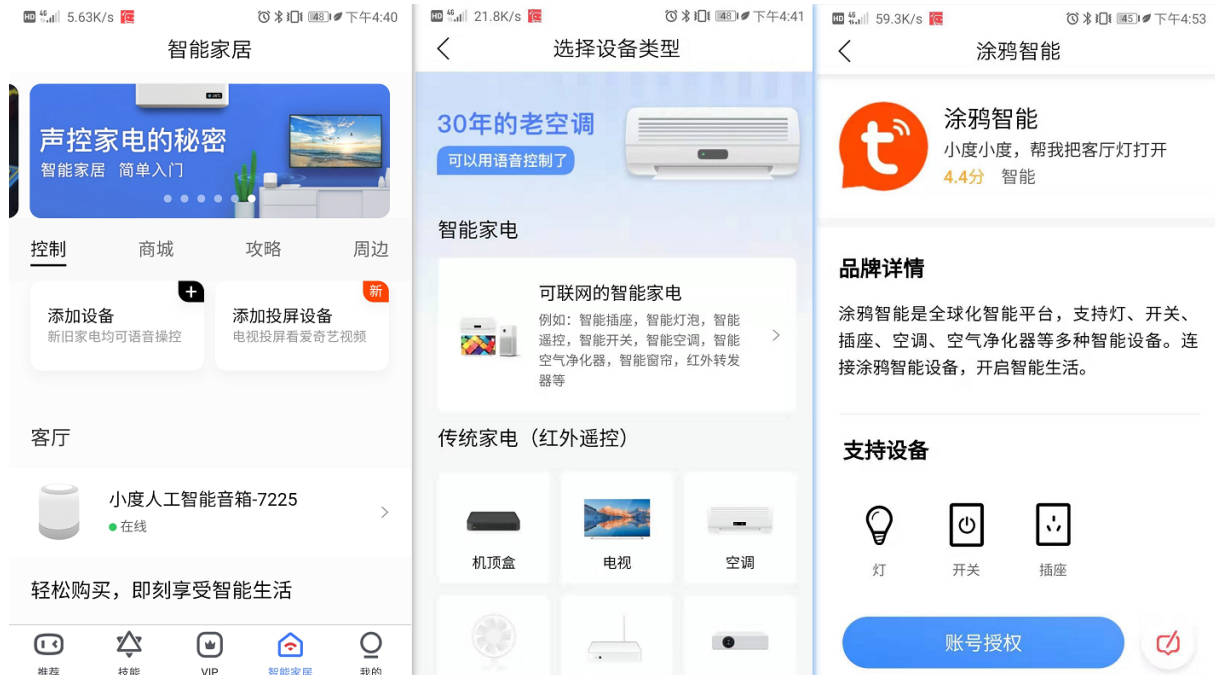 HD 4G 5.63K/s 48 下午4:40
智能家居
声控家电的秘密
智能家居 简单入门
控制 商城 攻略 周边
添加设备
新旧家电均可语音操控
添加投屏设备
新
电视投屏看爱奇艺视频
客厅
小度人工智能音箱-7225
在线
轻松购买，即刻享受智能生活
推荐 技能 VIP 智能家居 我的
HD 4G 21.8K/s 48 下午4:41
选择设备类型
30年的老空调
可以用语音控制了
智能家电
可联网的智能家电
例如：智能插座，智能灯泡，智能
遥控，智能开关，智能空调，智能
空气净化器，智能窗帘，红外转发
器等
传统家电（红外遥控）
机顶盒 电视 空调
HD 4G 59.3K/s 45 下午4:53
涂鸦智能
涂鸦智能
小度小度，帮我把客厅灯打开
4.4分 智能
品牌详情
涂鸦智能是全球化智能平台，支持灯、开关、
插座、空调、空气净化器等多种智能设备。连
接涂鸦智能设备，开启智能生活。
支持设备
灯 开关 插座
账号授权